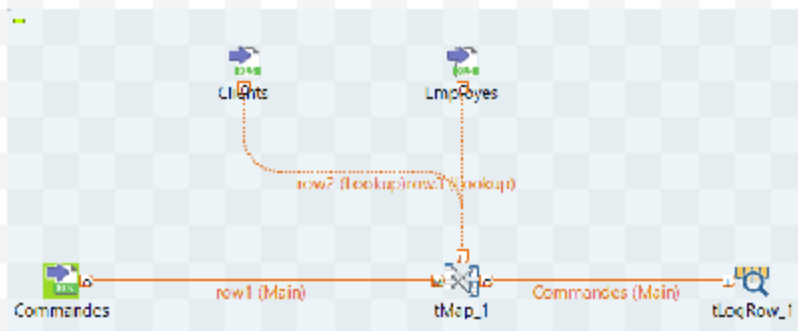 Clients
Employes
row2 (Lookup)row3 (Lookup)
row1 (Main)
Commandes (Main)
Commandes
tMap_1
tLogRow_1